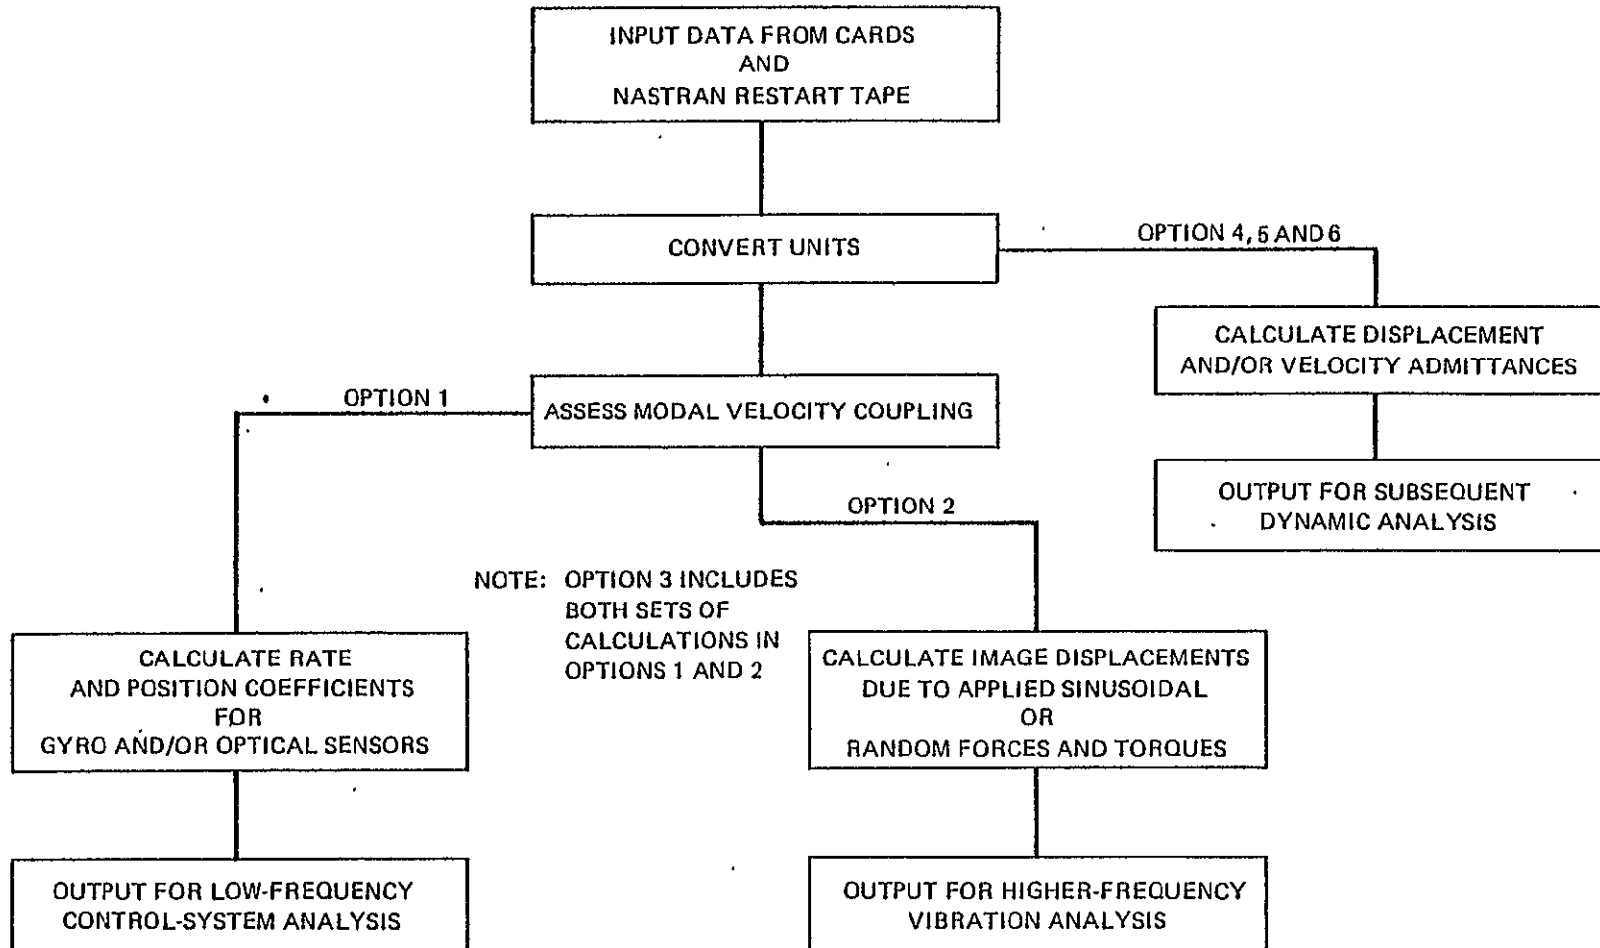 INPUT DATA FROM CARDS
AND
NASTRAN RESTART TAPE
CONVERT UNITS
OPTION 4, 5 AND 6
CALCULATE DISPLACEMENT
AND/OR VELOCITY ADMITTANCES
OUTPUT FOR SUBSEQUENT
DYNAMIC ANALYSIS
ASSESS MODAL VELOCITY COUPLING
OPTION 1
OPTION 2
NOTE: OPTION 3 INCLUDES
BOTH SETS OF
CALCULATIONS IN
OPTIONS 1 AND 2
CALCULATE RATE
AND POSITION COEFFICIENTS
FOR
GYRO AND/OR OPTICAL SENSORS
OUTPUT FOR LOW-FREQUENCY
CONTROL-SYSTEM ANALYSIS
CALCULATE IMAGE DISPLACEMENTS
DUE TO APPLIED SINUSOIDAL
OR
RANDOM FORCES AND TORQUES
OUTPUT FOR HIGHER-FREQUENCY
VIBRATION ANALYSIS